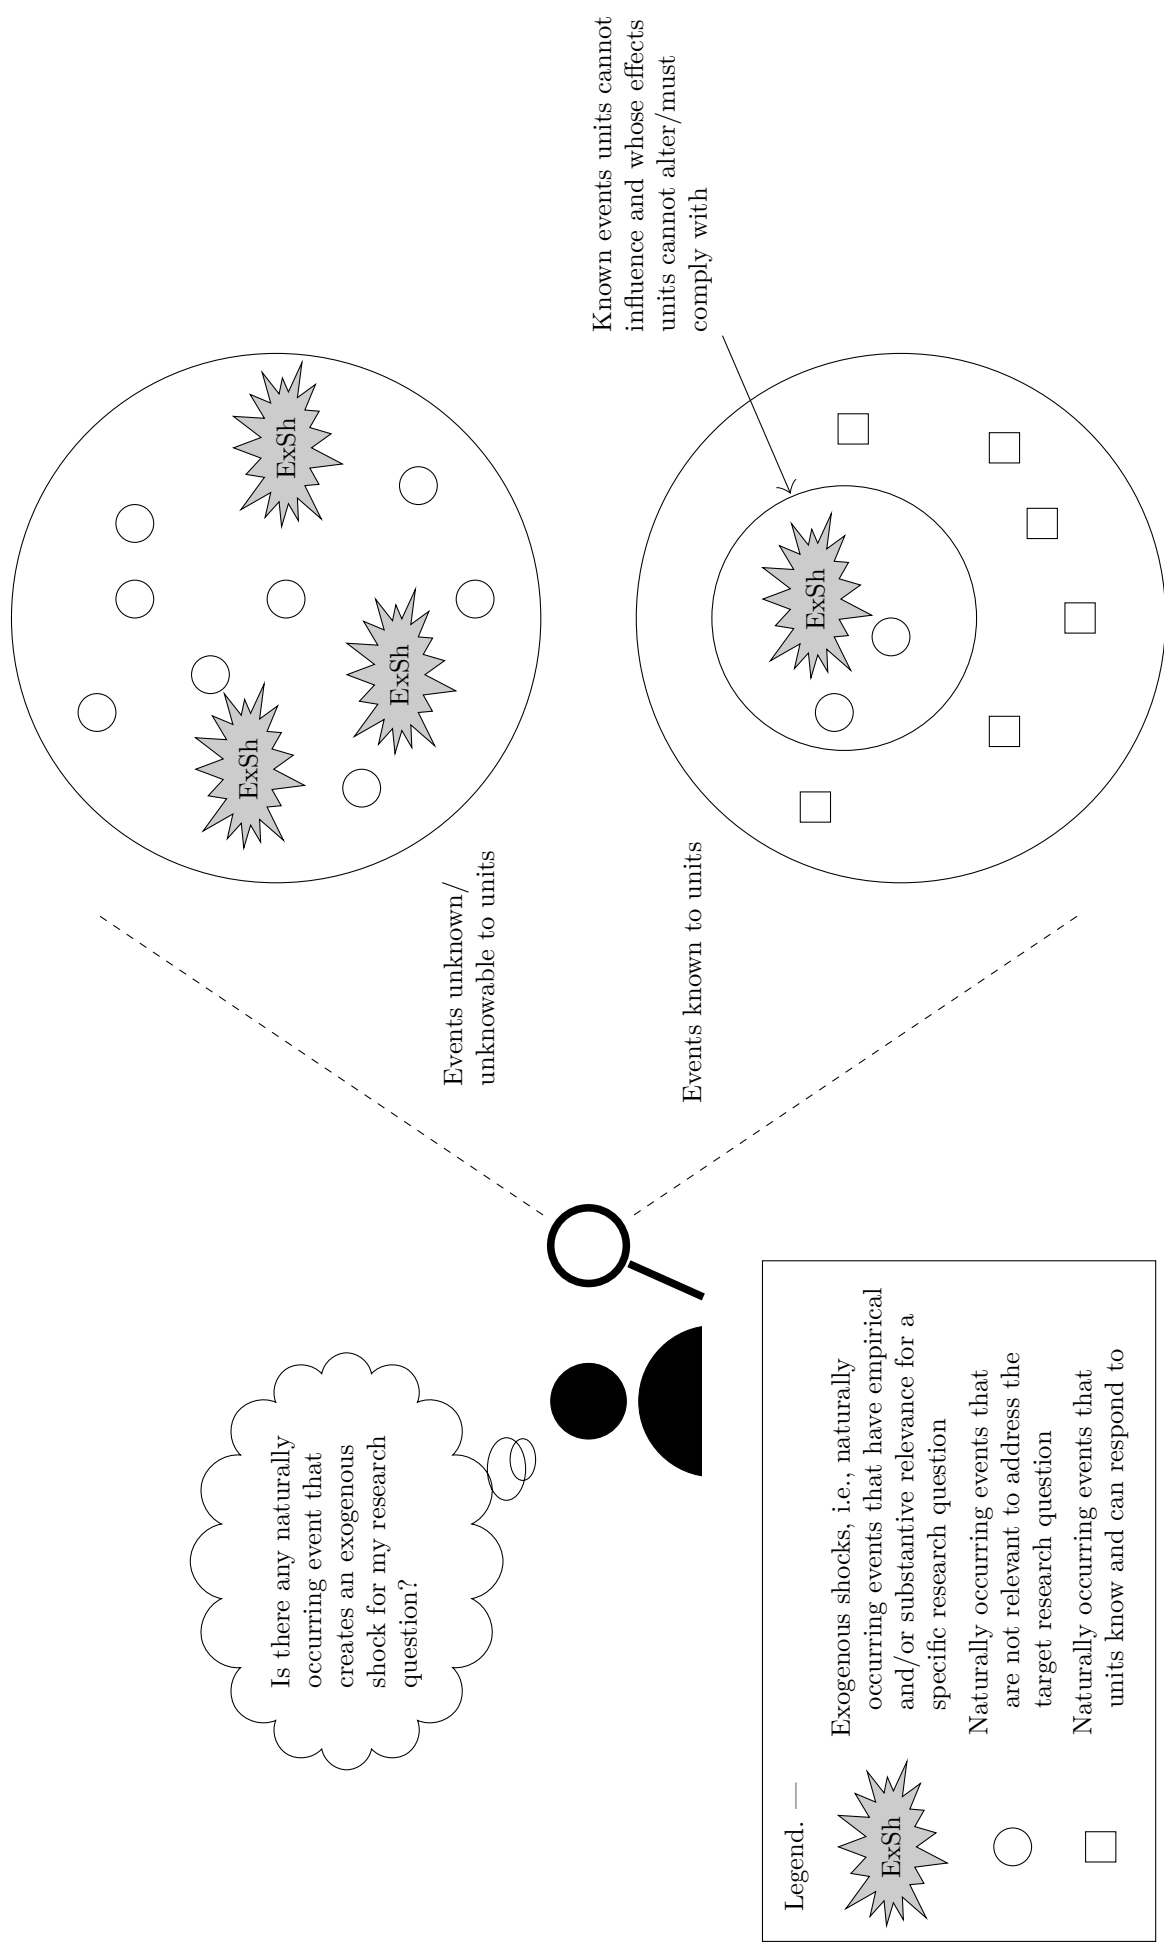 Is there any naturally
occurring event that
creates an exogenous
shock for my research
question?
Events unknown/
unknowable to units
ExSh
ExSh
ExSh
Events known to units
ExSh
Known events units cannot
influence and whose effects
units cannot alter/must
comply with
Legend. —
ExSh
Exogenous shocks, i.e., naturally
occurring events that have empirical
and/or substantive relevance for a
specific research question
Naturally occurring events that
are not relevant to address the
target research question
Naturally occurring events that
units know and can respond to